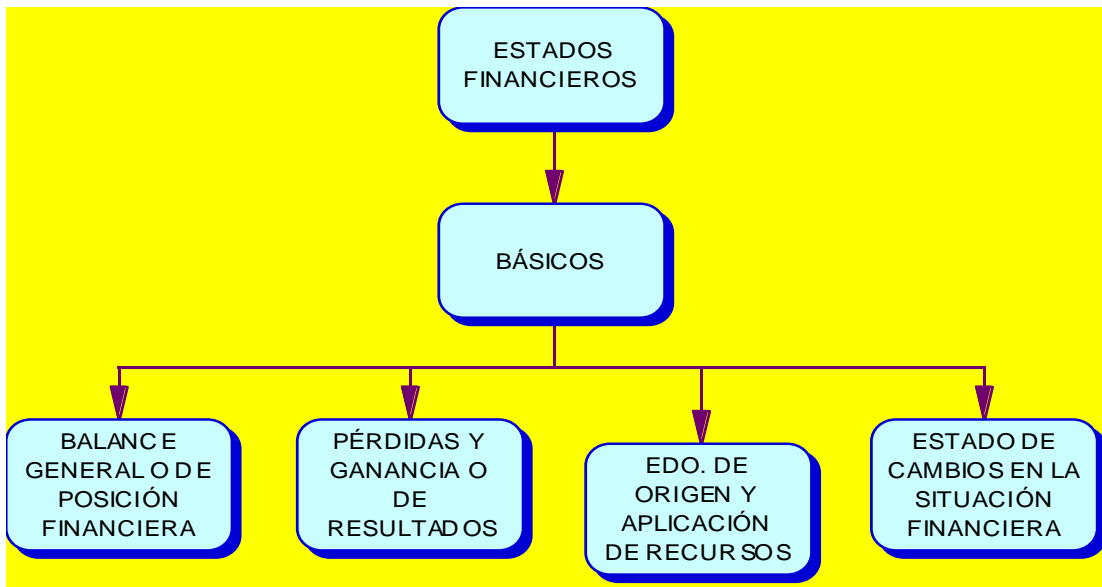 ESTADOS
FINANCIEROS
BÁSICOS
BALANCE
GENERAL O DE
POSICIÓN
FINANCIERA
PÉRDIDAS Y
GANANCIA O
DE
RESULTADOS
EDO. DE
ORIGEN Y
APLICACIÓN
DE RECURSOS
ESTADO DE
CAMBIOS EN LA
SITUACIÓN
FINANCIERA